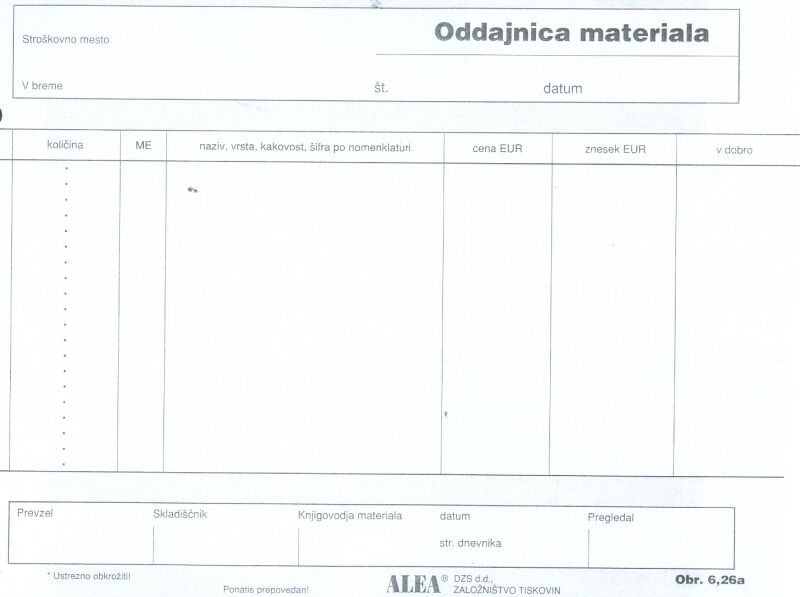 Oddajnica materiala
Stroškovno mesto
V breme št. datum
količina ME naziv, vrsta, kakovost, šifra po nomenklaturi cena EUR znesek EUR v dobro
Prevzel Skladiščnik Knjigovodja materiala datum Pregledal
str. dnevnika
* Ustrezno obkrožiti!
Ponatis prepovedan!
ALEA® DZS d.d.,
ZALOŽNIŠTVO TISKOVIN
Obr. 6,26a